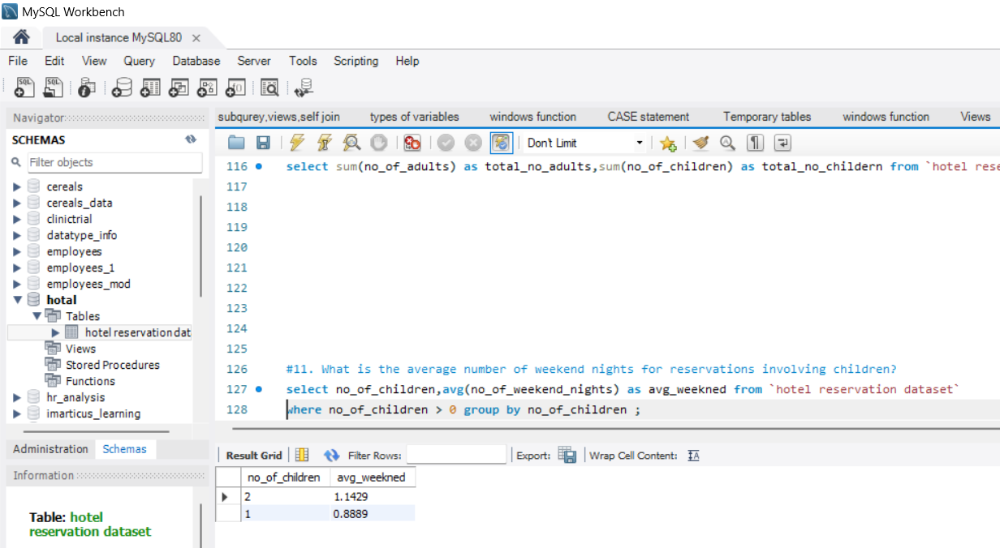 MySQL Workbench
Local instance MySQL80
File Edit View Query Database Server Tools Scripting Help
Navigator
SCHEMAS
Filter objects
cereals
cereals_data
clinictrial
datatype_info
employees
employees_1
employees_mod
hotal
Tables
hotel reservation dat
Views
Stored Procedures
Functions
hr_analysis
imarticus_learning
Administration Schemas
Information
Table: hotel
reservation dataset
subqurey,views,self join types of variables windows function CASE statement Temporary tables windows function Views
Don't Limit
116 select sum(no_of_adults) as total_no_adults,sum(no_of_children) as total_no_childern from `hotel rese
117
118
119
120
121
122
123
124
125
126 #11. What is the average number of weekend nights for reservations involving children?
127 select no_of_children,avg(no_of_weekend_nights) as avg_weekned from `hotel reservation dataset`
128 where no_of_children > 0 group by no_of_children ;
Result Grid Filter Rows: Export: Wrap Cell Content:
no_of_children avg_weekned
2 1.1429
1 0.8889